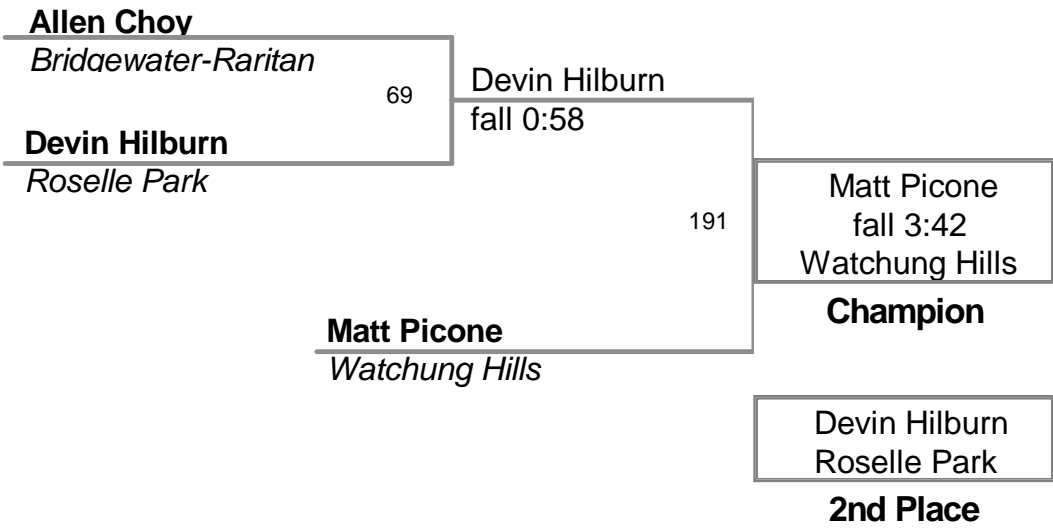 Allen Choy
Bridgewater-Raritan
69
Devin Hilburn
fall 0:58
Devin Hilburn
Roselle Park
191
Matt Picone
fall 3:42
Watchung Hills
Champion
Matt Picone
Watchung Hills
Devin Hilburn
Roselle Park
2nd Place